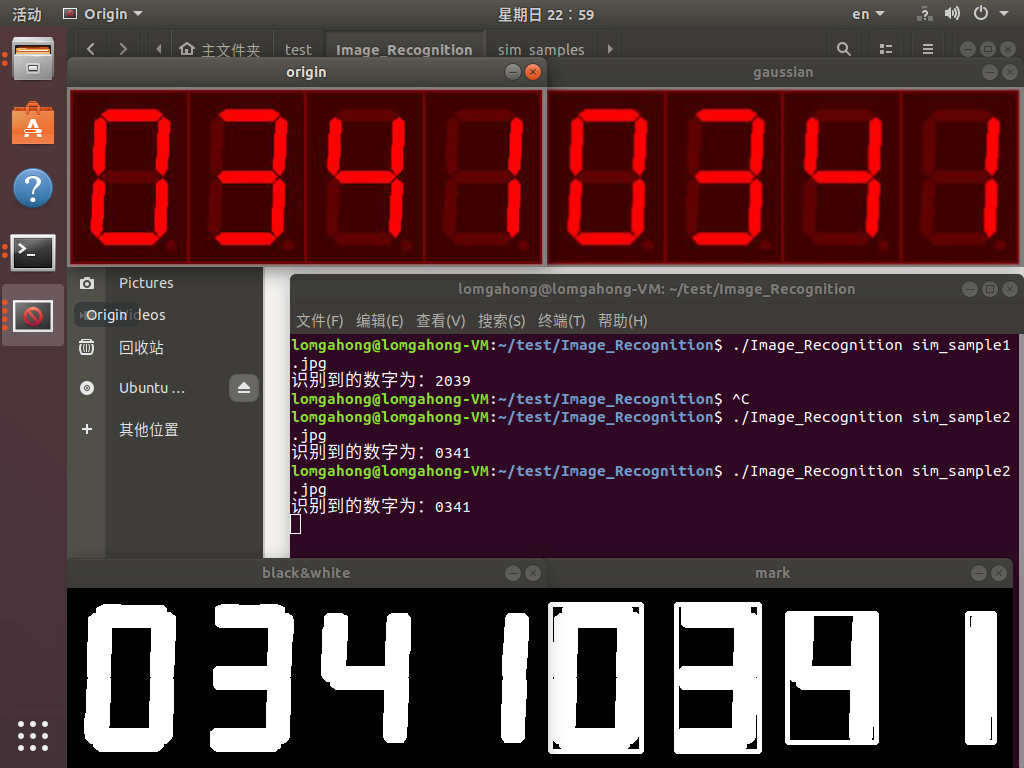 活动 Origin 星期日 22：59 en
主文件夹 test Image_Recognition sim_samples
origin gaussian
0341 0341
Pictures
Origin deos
回收站
Ubuntu …
其他位置
lomgahong@lomgahong-VM: ~/test/Image_Recognition
文件(F) 编辑(E) 查看(V) 搜索(S) 终端(T) 帮助(H)
lomgahong@lomgahong-VM:~/test/Image_Recognition$ ./Image_Recognition sim_sample1
.jpg
识别到的数字为：2039
lomgahong@lomgahong-VM:~/test/Image_Recognition$ ^C
lomgahong@lomgahong-VM:~/test/Image_Recognition$ ./Image_Recognition sim_sample2
.jpg
识别到的数字为：0341
lomgahong@lomgahong-VM:~/test/Image_Recognition$ ./Image_Recognition sim_sample2
.jpg
识别到的数字为：0341
black&white mark
0341 0341